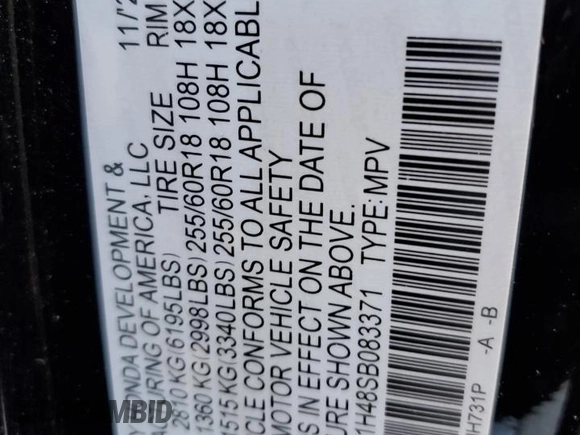 NDA DEVELOPMENT & 11/'2
RING OF AMERICA, LLC
TIRE SIZE RIM
2810 KG (6195LBS)
1360 KG (2998LBS) 255/60R18 108H 18X
1515 KG (3340LBS) 255/60R18 108H 18X
CLE CONFORMS TO ALL APPLICABL
MOTOR VEHICLE SAFETY
S IN EFFECT ON THE DATE OF
URE SHOWN ABOVE.
1H48SB083371 TYPE: MPV
H731P -A -B
MBID